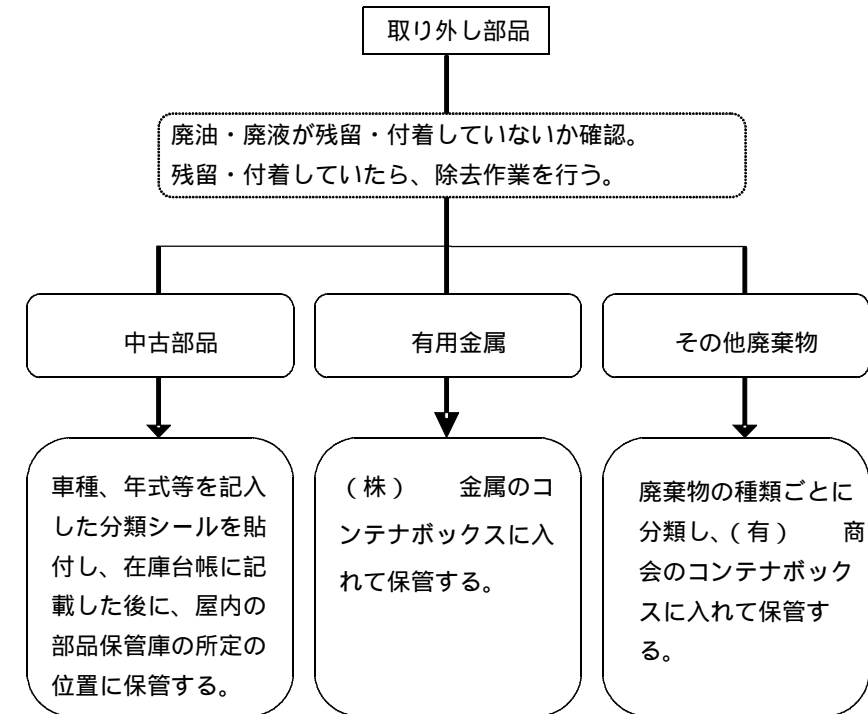 取り外し部品
廃油・廃液が残留・付着していないか確認。
残留・付着していたら、除去作業を行う。
中古部品
有用金属
その他廃棄物
車種、年式等を記入
した分類シールを貼
付し、在庫台帳に記
載した後に、屋内の
部品保管庫の所定の
位置に保管する。
(株)　　金属のコ
ンテナボックスに入
れて保管する。
廃棄物の種類ごとに
分類し、(有)　　商
会のコンテナボック
スに入れて保管す
る。